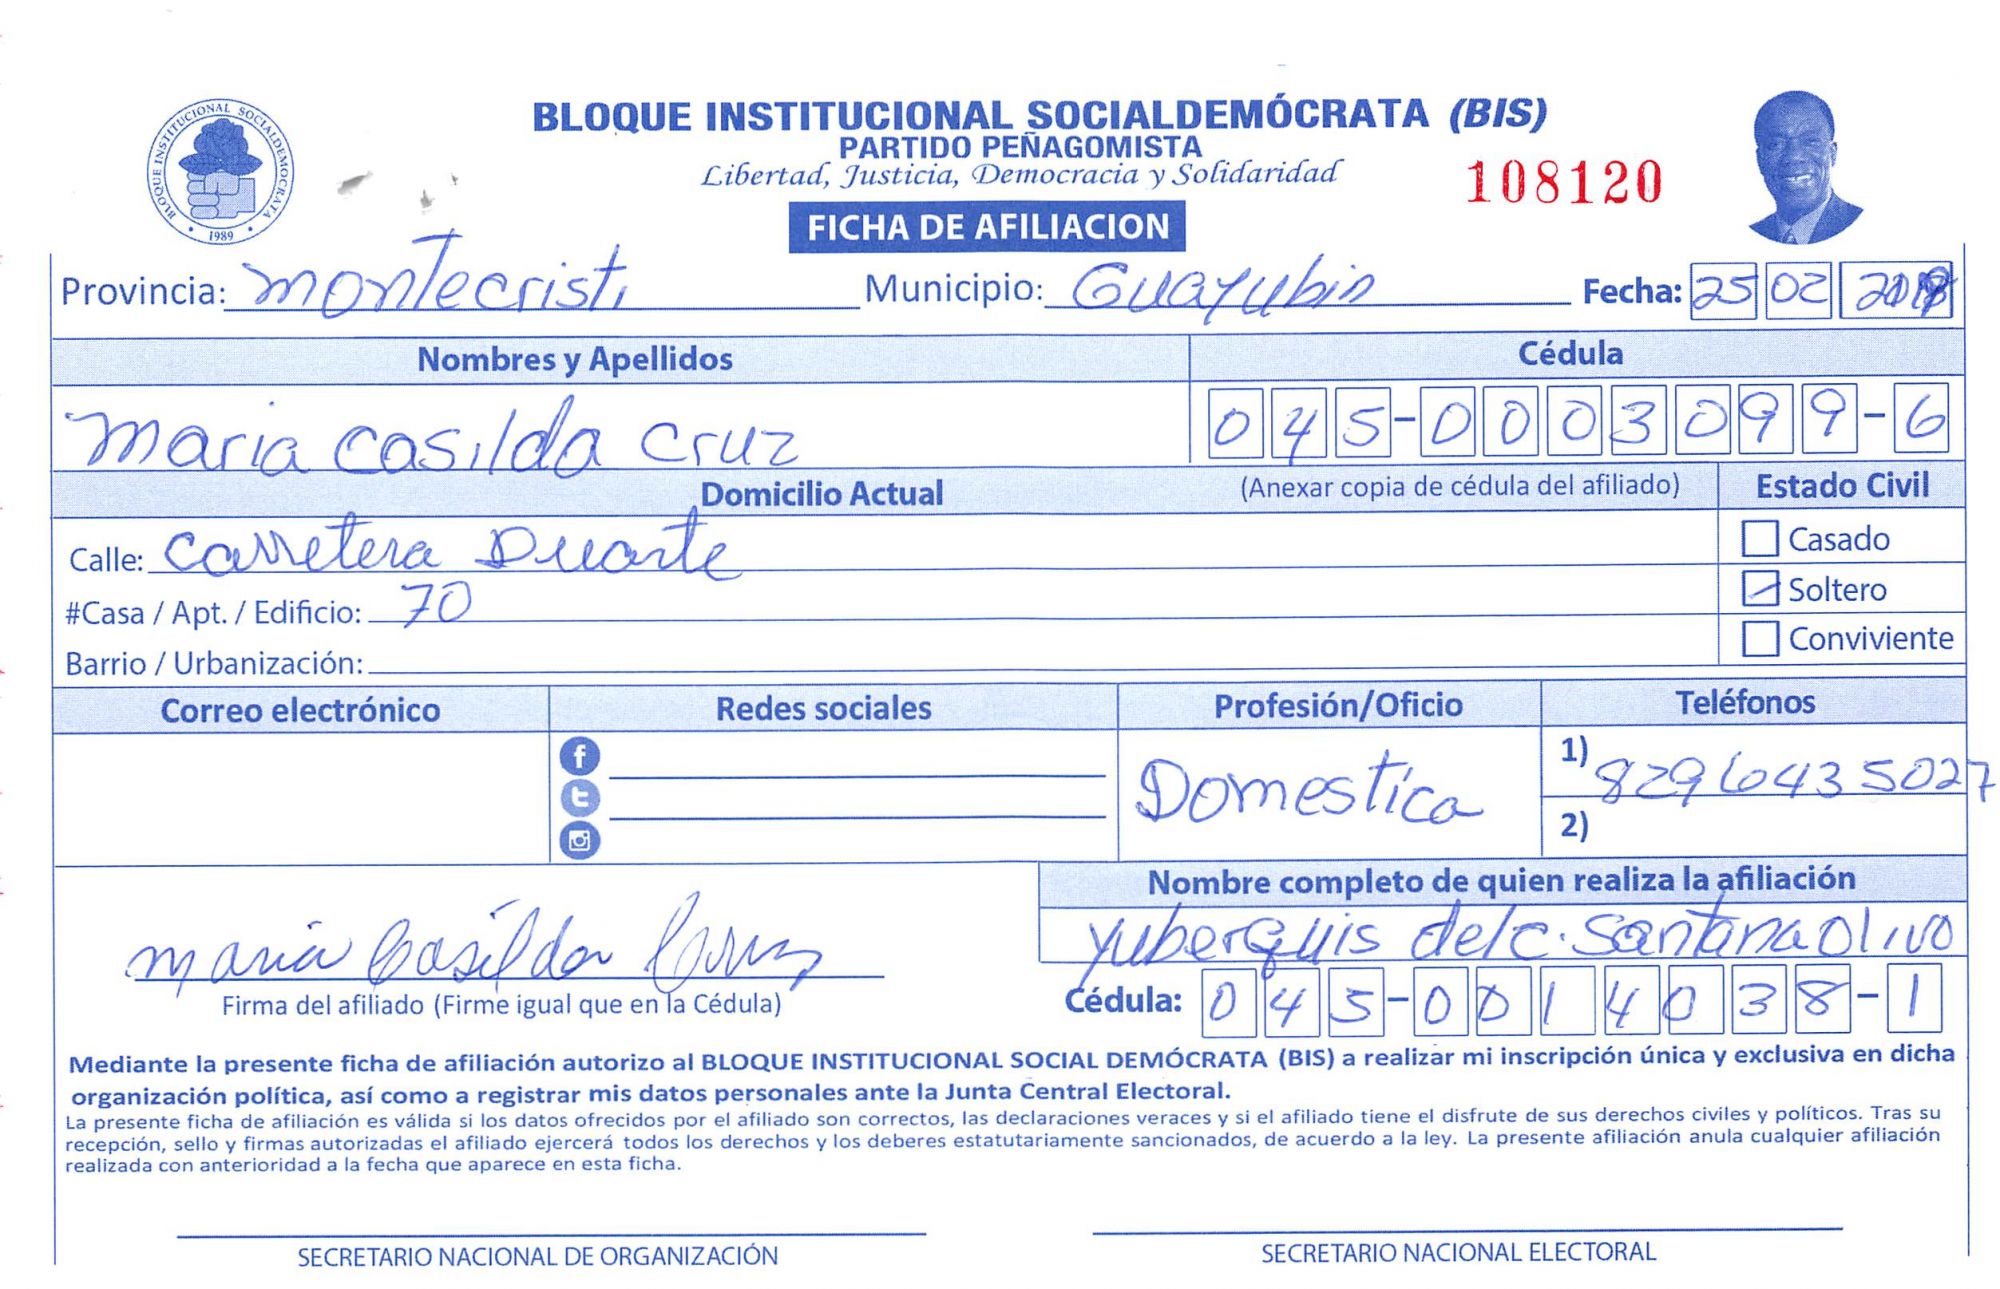 BLOQUE INSTITUCIONAL SOCIALDEMÓCRATA (BIS)
PARTIDO PEÑAGOMISTA
Libertad, Justicia, Democracia y Solidaridad
108120
BLOQUE INSTITUCIONAL SOCIALDEMOCRATA
• 1989 •
FICHA DE AFILIACION
Provincia: Montecristi Municipio: Guayubin Fecha: 25 02
Nombres y Apellidos Cédula
Maria Casilda Cruz 045-0003099-6
Domicilio Actual (Anexar copia de cédula del afiliado) Estado Civil
Calle: Carretera Duarte Casado
#Casa / Apt. / Edificio: 70 Soltero
Barrio / Urbanización: Conviviente
Correo electrónico Redes sociales Profesión/Oficio Teléfonos
Domestica 1) 8296435027
2)
Nombre completo de quien realiza la afiliación
Yuberquis del c. Santana Olivo
Maria Casilda Cruz
Firma del afiliado (Firme igual que en la Cédula) Cédula: 045-0014038-1
Mediante la presente ficha de afiliación autorizo al BLOQUE INSTITUCIONAL SOCIAL DEMÓCRATA (BIS) a realizar mi inscripción única y exclusiva en dicha
organización política, así como a registrar mis datos personales ante la Junta Central Electoral.
La presente ficha de afiliación es válida si los datos ofrecidos por el afiliado son correctos, las declaraciones veraces y si el afiliado tiene el disfrute de sus derechos civiles y políticos. Tras su
recepción, sello y firmas autorizadas el afiliado ejercerá todos los derechos y los deberes estatutariamente sancionados, de acuerdo a la ley. La presente afiliación anula cualquier afiliación
realizada con anterioridad a la fecha que aparece en esta ficha.
SECRETARIO NACIONAL DE ORGANIZACIÓN SECRETARIO NACIONAL ELECTORAL